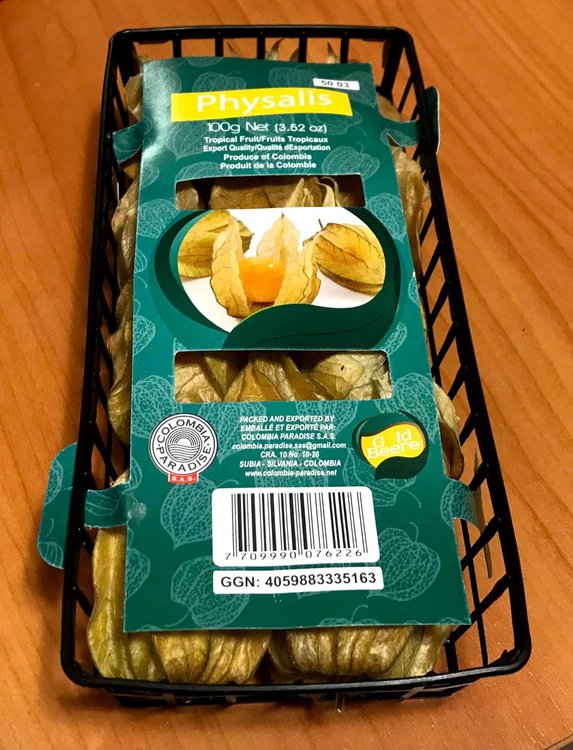 50 03
Physalis
100g Net (3.52 oz)
Tropical Fruit/Fruits Tropicaux
Export Quality/Qualité dExportation
Produce of Colombia
Produit de la Colombie
COLOMBIA
PARADISE
S.A.S
PACKED AND EXPORTED BY:
EMBALLÉ ET EXPORTÉ PAR:
COLOMBIA PARADISE S.A.S.
colombia.paradise.sas@gmail.com
CRA. 10 No. 10-26
SUBIA - SILVANIA - COLOMBIA
www.colombia-paradise.net
Gold
Beere
7 709990 076226
GGN: 4059883335163